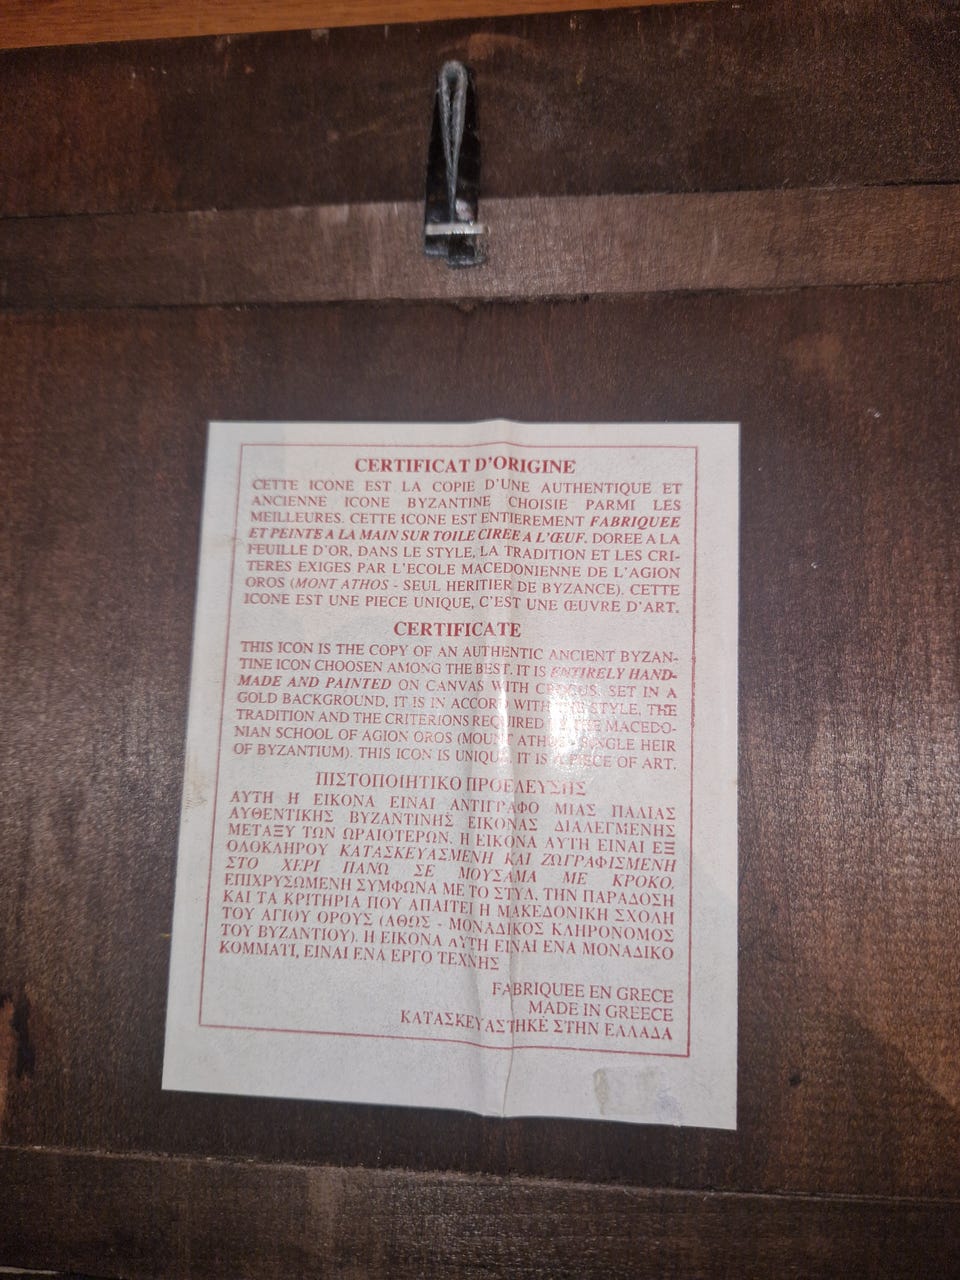 CERTIFICAT D'ORIGINE
CETTE ICONE EST LA COPIE D'UNE AUTHENTIQUE ET
ANCIENNE ICONE BYZANTINE CHOISIE PARMI LES
MEILLEURES. CETTE ICONE EST ENTIEREMENT FABRIQUEE
ET PEINTE A LA MAIN SUR TOILE CIREE A L'ŒUF. DOREE A LA
FEUILLE D'OR, DANS LE STYLE, LA TRADITION ET LES CRI-
TERES EXIGES PAR L'ECOLE MACEDONIENNE DE L'AGION
OROS (MONT ATHOS - SEUL HERITIER DE BYZANCE). CETTE
ICONE EST UNE PIECE UNIQUE, C'EST UNE ŒUVRE D'ART.
CERTIFICATE
THIS ICON IS THE COPY OF AN AUTHENTIC ANCIENT BYZAN-
TINE ICON CHOOSEN AMONG THE BEST. IT IS ENTIRELY HAND-
MADE AND PAINTED ON CANVAS WITH CROCUS. SET IN A
GOLD BACKGROUND, IT IS IN ACCORD WITH THE STYLE, THE
TRADITION AND THE CRITERIONS REQUIRED THE MACEDO-
NIAN SCHOOL OF AGION OROS (MOUNT ATHOS SINGLE HEIR
OF BYZANTIUM). THIS ICON IS UNIQUE, IT IS A PIECE OF ART.
ΠΙΣΤΟΠΟΙΗΤΙΚΟ ΠΡΟΕΛΕΥΣΗΣ
ΑΥΤΗ Η ΕΙΚΟΝΑ ΕΙΝΑΙ ΑΝΤΙΓΡΑΦΟ ΜΙΑΣ ΠΑΛΙΑΣ
ΑΥΘΕΝΤΙΚΗΣ ΒΥΖΑΝΤΙΝΗΣ ΕΙΚΟΝΑΣ ΔΙΑΛΕΓΜΕΝΗΣ
ΜΕΤΑΞΥ ΤΩΝ ΩΡΑΙΟΤΕΡΩΝ. Η ΕΙΚΟΝΑ ΑΥΤΗ ΕΙΝΑΙ ΕΞ
ΟΛΟΚΛΗΡΟΥ ΚΑΤΑΣΚΕΥΑΣΜΕΝΗ ΚΑΙ ΖΩΓΡΑΦΙΣΜΕΝΗ
ΣΤΟ ΧΕΡΙ ΠΑΝΩ ΣΕ ΜΟΥΣΑΜΑ ΜΕ ΚΡΟΚΟ,
ΕΠΙΧΡΥΣΩΜΕΝΗ ΣΥΜΦΩΝΑ ΜΕ ΤΟ ΣΤΥΛ, ΤΗΝ ΠΑΡΑΔΟΣΗ
ΚΑΙ ΤΑ ΚΡΙΤΗΡΙΑ ΠΟΥ ΑΠΑΙΤΕΙ Η ΜΑΚΕΔΟΝΙΚΗ ΣΧΟΛΗ
ΤΟΥ ΑΓΙΟΥ ΟΡΟΥΣ (ΑΘΩΣ - ΜΟΝΑΔΙΚΟΣ ΚΛΗΡΟΝΟΜΟΣ
ΤΟΥ ΒΥΖΑΝΤΙΟΥ). Η ΕΙΚΟΝΑ ΑΥΤΗ ΕΙΝΑΙ ΕΝΑ ΜΟΝΑΔΙΚΟ
ΚΟΜΜΑΤΙ, ΕΙΝΑΙ ΕΝΑ ΕΡΓΟ ΤΕΧΝΗΣ
FABRIQUEE EN GRECE
MADE IN GREECE
ΚΑΤΑΣΚΕΥΑΣΤΗΚΕ ΣΤΗΝ ΕΛΛΑΔΑ